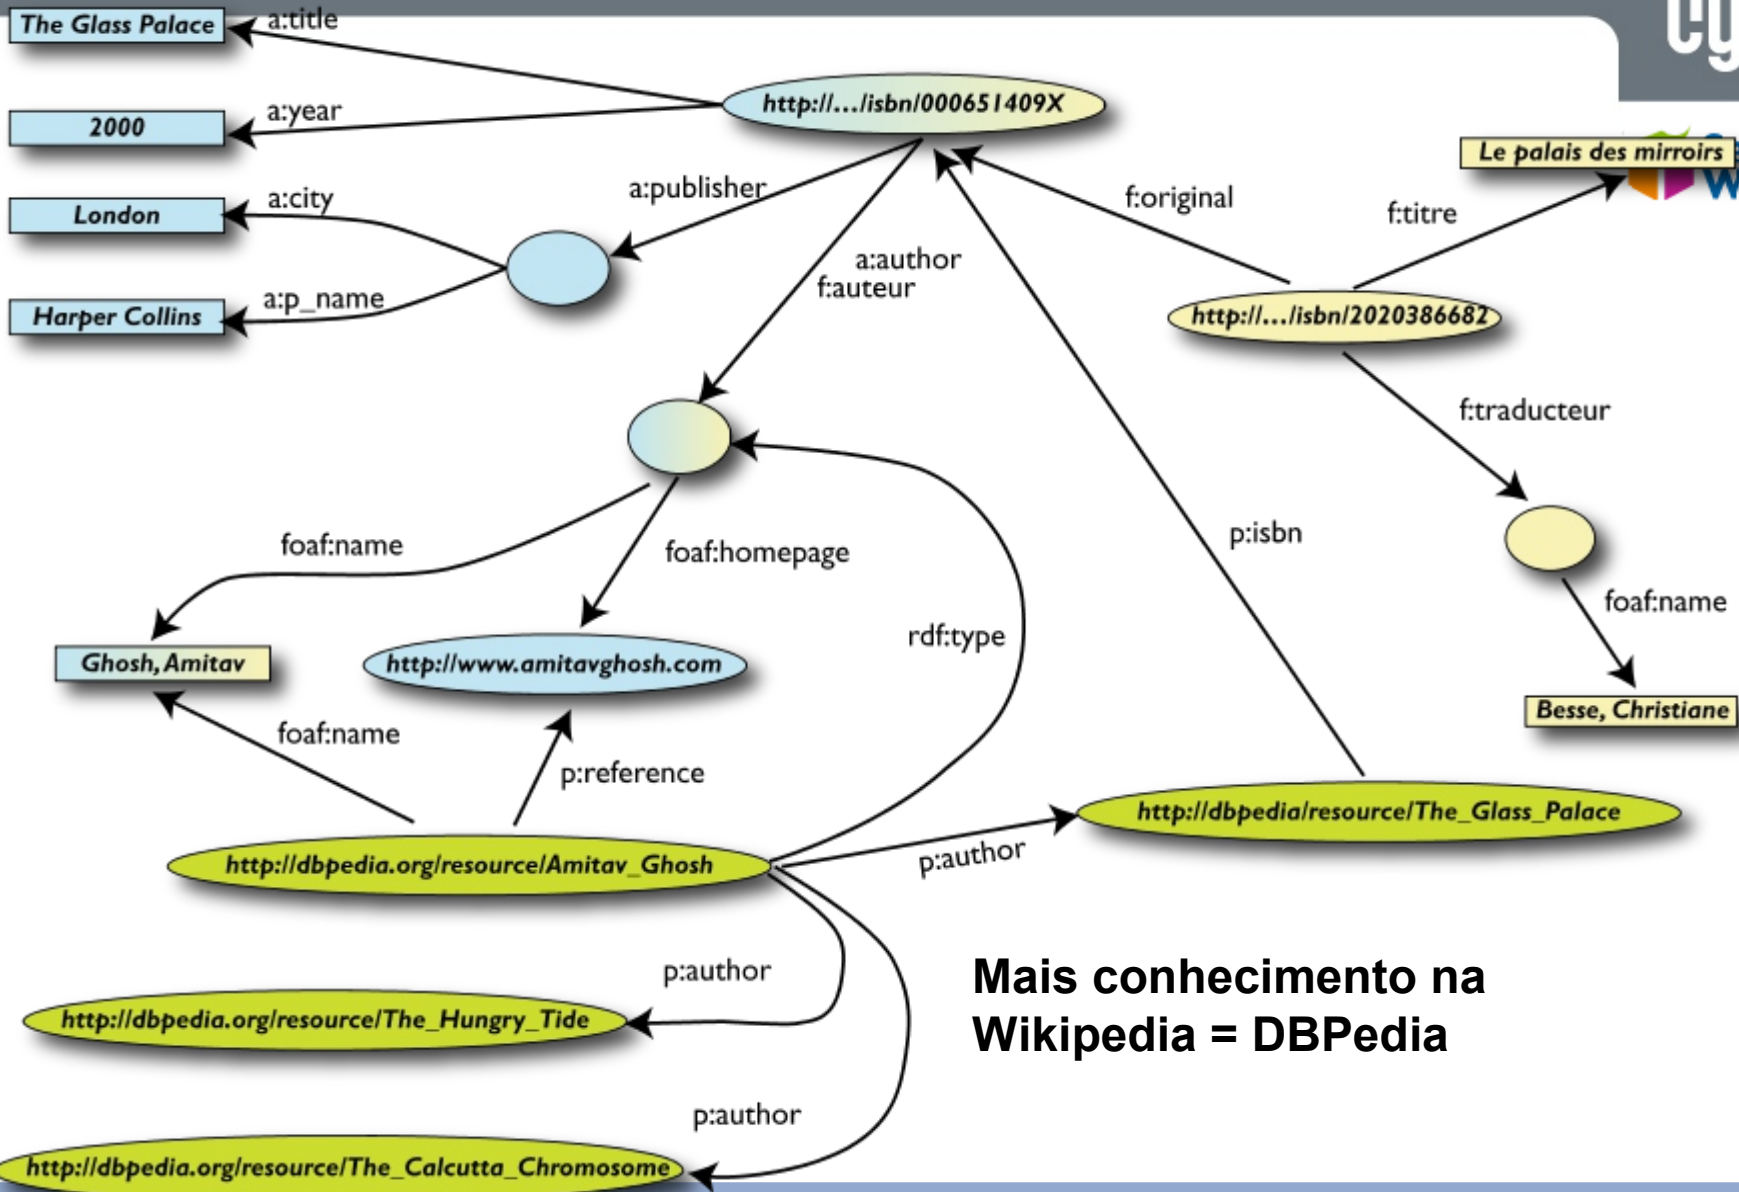 The Glass Palace
a:title
cy
http://.../isbn/000651409X
a:year
2000
Le palais des mirroirs
London
a:city
a:publisher
f:original
f:titre
a:author
f:auteur
Harper Collins
a:p_name
http://.../isbn/2020386682
f:traducteur
foaf:name
foaf:homepage
p:isbn
foaf:name
rdf:type
Ghosh, Amitav
http://www.amitavghosh.com
Besse, Christiane
foaf:name
p:reference
http://dbpedia/resource/The_Glass_Palace
p:author
http://dbpedia.org/resource/Amitav_Ghosh
p:author
http://dbpedia.org/resource/The_Hungry_Tide
Mais conhecimento na
Wikipedia = DBPedia
p:author
http://dbpedia.org/resource/The_Calcutta_Chromosome